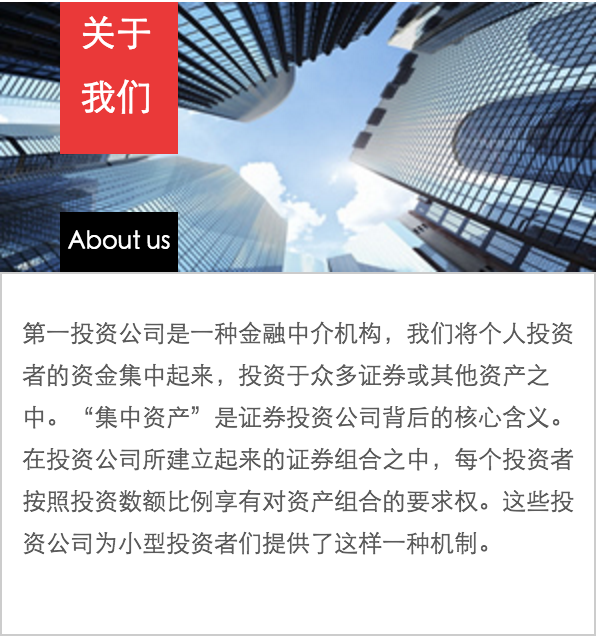 关于
我们
About us
第一投资公司是一种金融中介机构，我们将个人投资
者的资金集中起来，投资于众多证券或其他资产之
中。“集中资产”是证券投资公司背后的核心含义。
在投资公司所建立起来的证券组合之中，每个投资者
按照投资数额比例享有对资产组合的要求权。这些投
资公司为小型投资者们提供了这样一种机制。